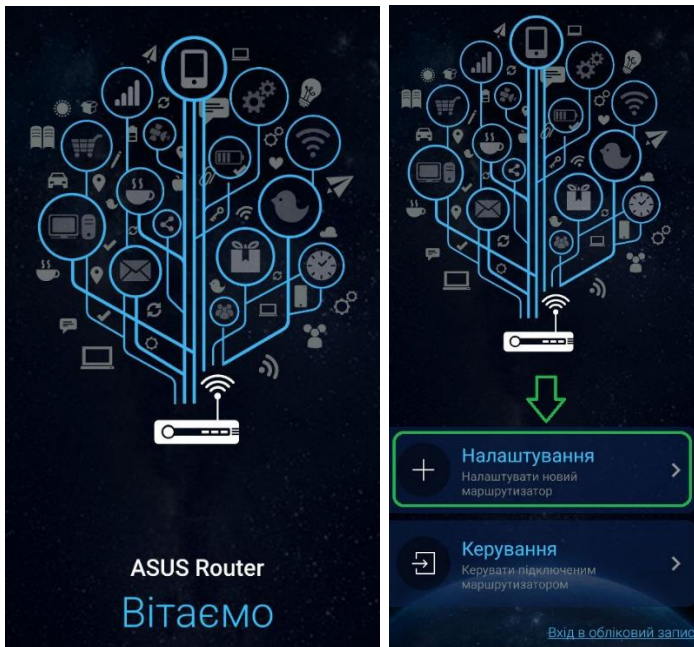 ASUS Router
Вітаємо
Налаштування
Налаштувати новий
маршрутизатор
Керування
Керувати підключеним
маршрутизатором
Вхід в обліковий запис